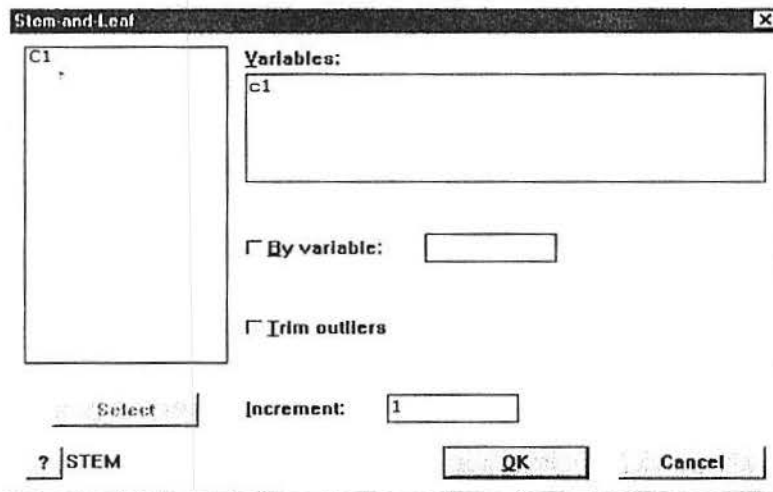 Stem-and-Leaf
C1
Variables:
c1
By variable:
Trim outliers
Select
Increment: 1
? STEM
OK
Cancel